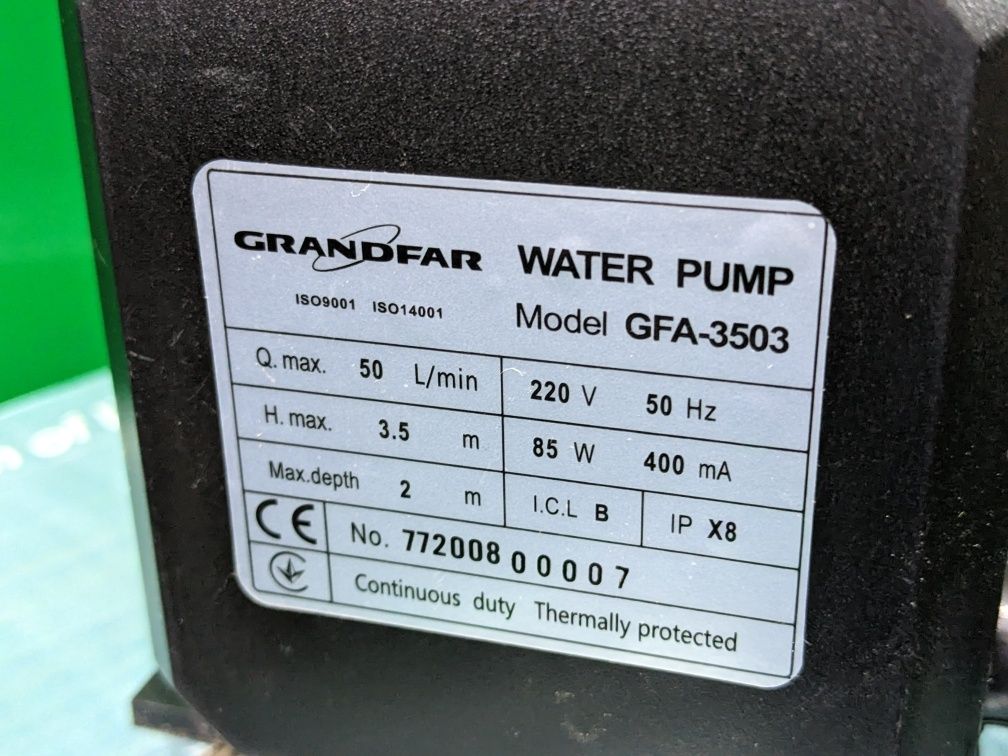 GRANDFAR WATER PUMP
ISO9001 ISO14001 Model GFA-3503
Q. max. 50 L/min 220 V 50 Hz
H. max. 3.5 m 85 W 400 mA
Max.depth 2 m I.C.L B IP X8
CE No. 772008 00007
Continuous duty Thermally protected